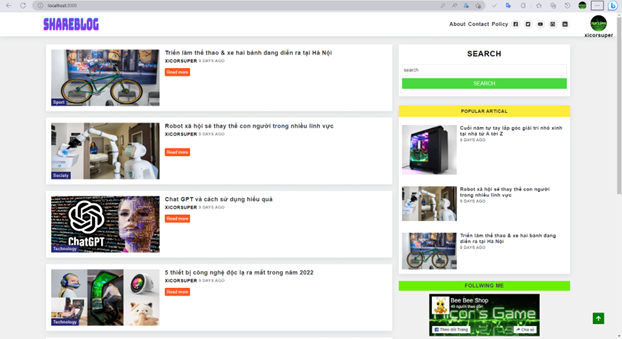 localhost:3000
SHAREBLOG
About Contact Policy
xicorsuper
Triển lãm thể thao & xe hai bánh đang diễn ra tại Hà Nội
XICORSUPER 9 DAYS AGO
Read more
Sport
Robot xã hội sẽ thay thế con người trong nhiều lĩnh vực
XICORSUPER 9 DAYS AGO
Read more
Society
Chat GPT và cách sử dụng hiểu quả
XICORSUPER 9 DAYS AGO
Read more
ChatGPT
Technology
5 thiết bị công nghệ độc lạ ra mắt trong năm 2022
XICORSUPER 9 DAYS AGO
Read more
Technology
SEARCH
search
SEARCH
POPULAR ARTICAL
Cuối năm tự tay lắp góc giải trí nhà xinh
tại nhà từ A tới Z
9 DAYS AGO
Robot xã hội sẽ thay thế con người
trong nhiều lĩnh vực
9 DAYS AGO
Triển lãm thể thao & xe hai bánh đang
diễn ra tại Hà Nội
9 DAYS AGO
FOLLWING ME
Bee Bee Shop
Xicor's Game
Theo dõi Trang
Chia sẻ